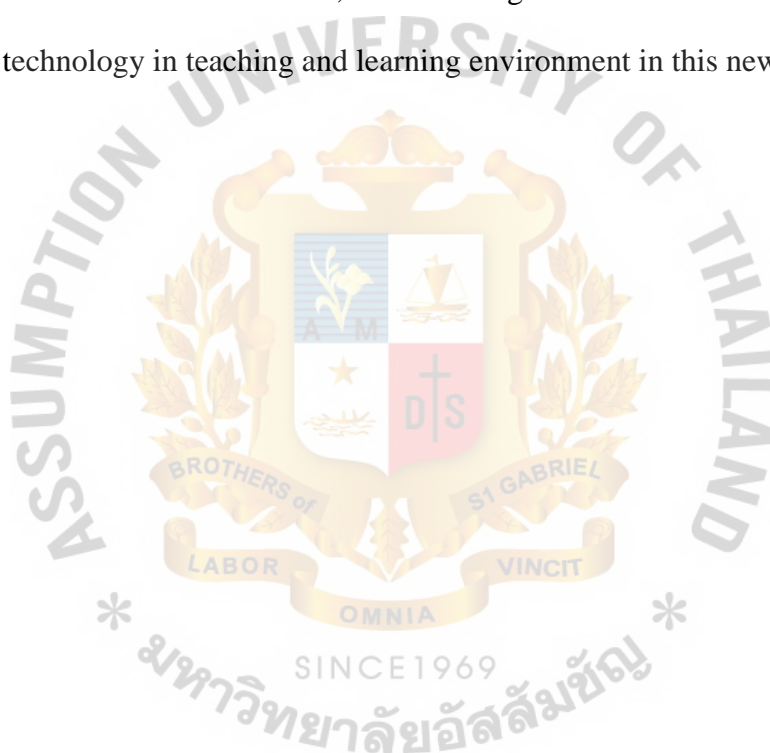 technology in teaching and learning environment in this new
ASSUMPTION UNIVERSITY OF THAILAND
A M
D S
BROTHERS of S1 GABRIEL
LABOR VINCIT
OMNIA
SINCE1969
* มหาวิทยาลัยอัสสัมชัญ *